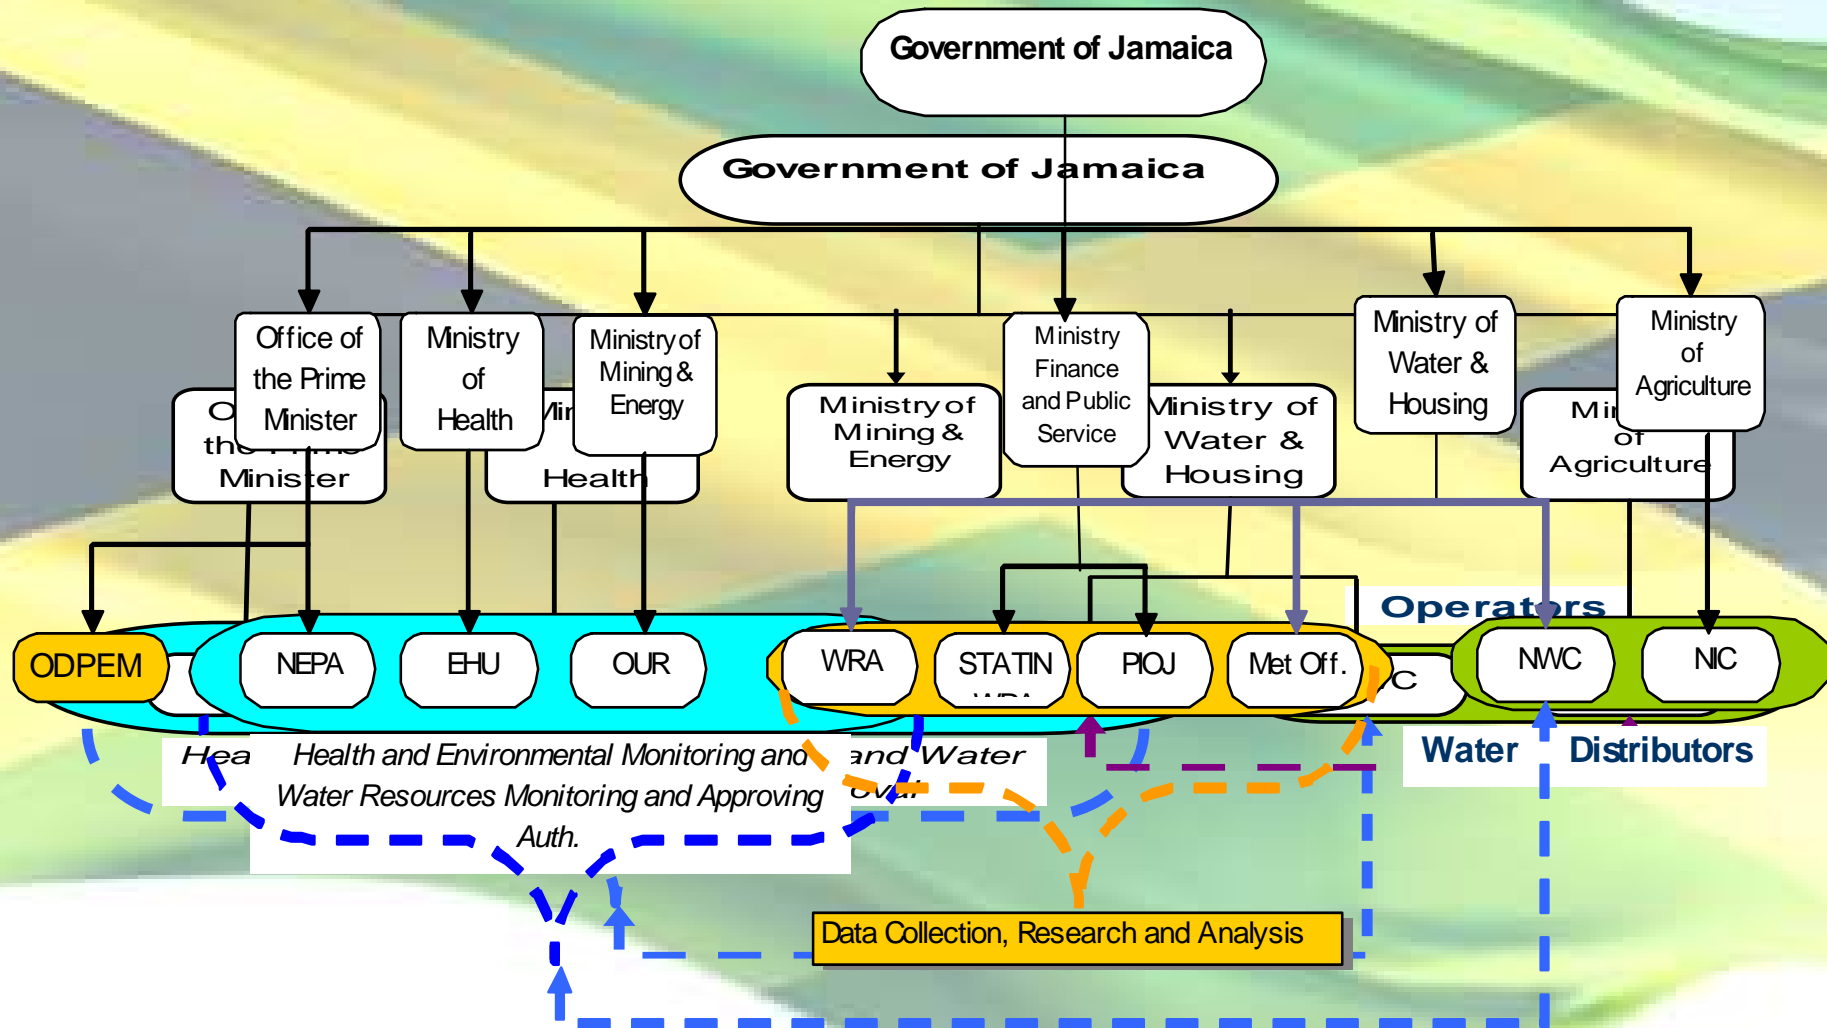 Government of Jamaica
Government of Jamaica
Office of
the Prime
Minister
Ministry
of
Health
Ministry of
Mining &
Energy
Ministry
Finance
and Public
Service
Ministry of
Water &
Housing
Ministry
of
Agriculture
the Prime
Minister
Health
Ministry of
Mining &
Energy
Ministry of
Water &
Housing
of
Agriculture
Operators
ODPEM
NEPA
EHU
OUR
WRA
STATIN
PIOJ
Met Off.
NWC
NIC
Health and Environmental Monitoring and
Water Resources Monitoring and Approving
Auth.
and Water
Water Distributors
Data Collection, Research and Analysis